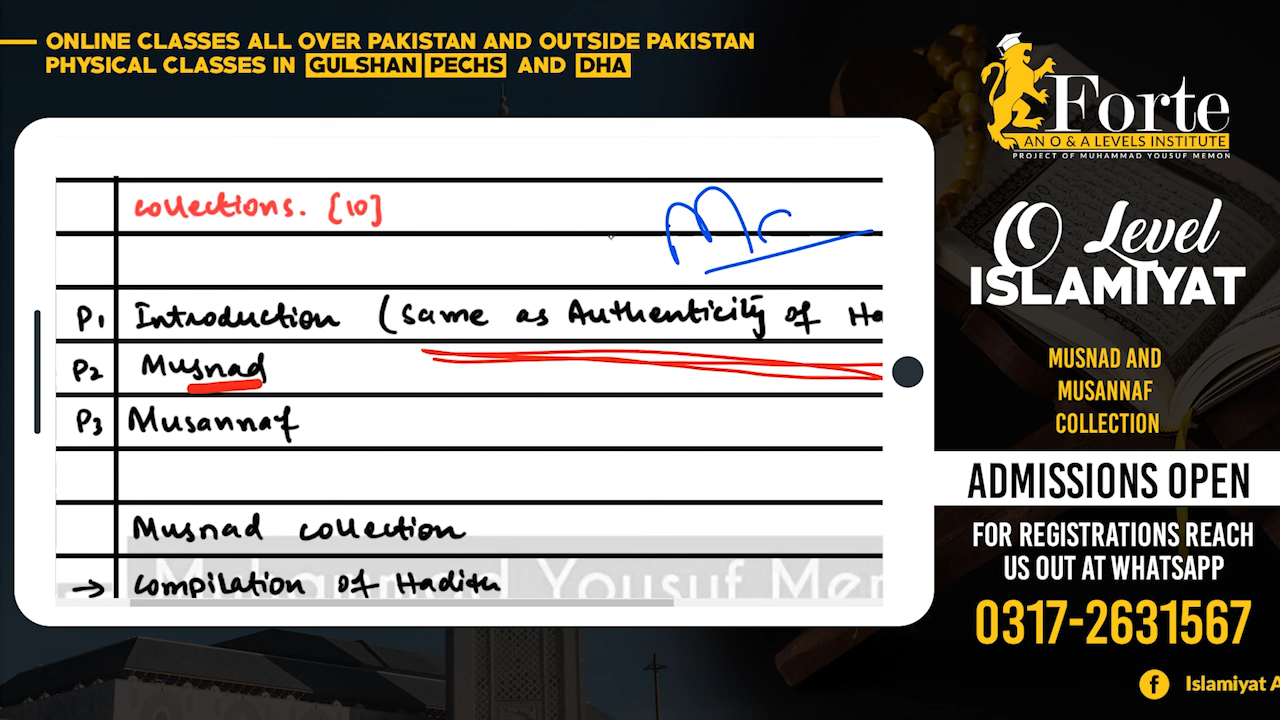 ONLINE CLASSES ALL OVER PAKISTAN AND OUTSIDE PAKISTAN
PHYSICAL CLASSES IN GULSHAN PECHS AND DHA
Forte
AN O & A LEVELS INSTITUTE
PROJECT OF MUHAMMAD YOUSUF MEMON
O Level
ISLAMIYAT
MUSNAD AND
MUSANNAF
COLLECTION
ADMISSIONS OPEN
FOR REGISTRATIONS REACH
US OUT AT WHATSAPP
0317-2631567
f Islamiyat A
collections. [10]
P1 Introduction (Same as Authenticity of Ha
P2 Musnad
P3 Musannaf
Musnad collection
→ compilation of Hadith
Yousuf Mem